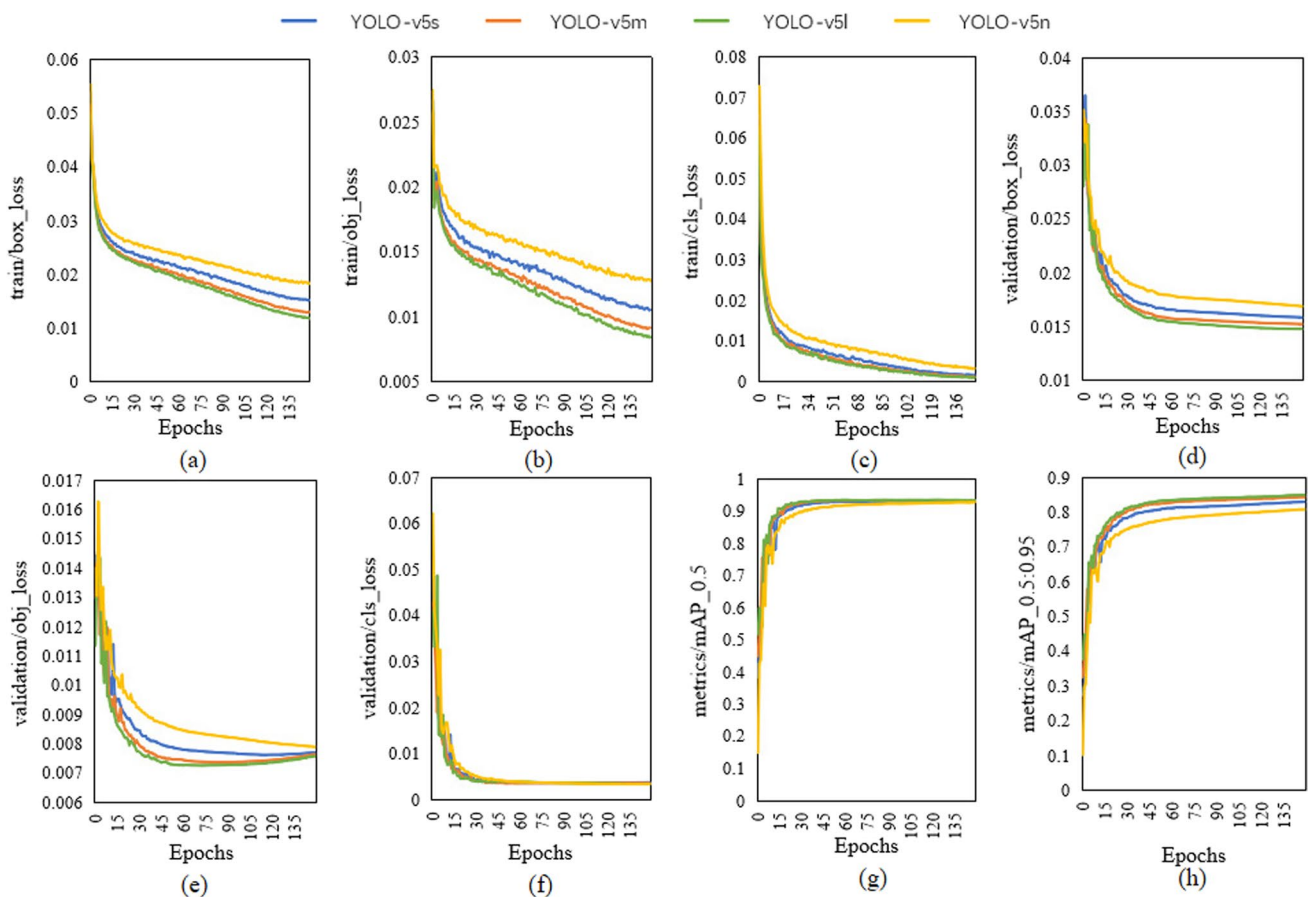 YOLO-v5s YOLO-v5m YOLO-v5l YOLO-v5n
train/box_loss
0.06
0.05
0.04
0.03
0.02
0.01
0
0 15 30 45 60 75 90 105 120 135
Epochs
(a)
train/obj_loss
0.03
0.025
0.02
0.015
0.01
0.005
0 15 30 45 60 75 90 105 120 135
Epochs
(b)
train/cls_loss
0.08
0.07
0.06
0.05
0.04
0.03
0.02
0.01
0
0 17 34 51 68 85 102 119 136
Epochs
(c)
validation/box_loss
0.04
0.035
0.03
0.025
0.02
0.015
0.01
0 15 30 45 60 75 90 105 120 135
Epochs
(d)
validation/obj_loss
0.017
0.016
0.015
0.014
0.013
0.012
0.011
0.01
0.009
0.008
0.007
0.006
0 15 30 45 60 75 90 105 120 135
Epochs
(e)
validation/cls_loss
0.07
0.06
0.05
0.04
0.03
0.02
0.01
0
0 15 30 45 60 75 90 105 120 135
Epochs
(f)
metrics/mAP_0.5
1
0.9
0.8
0.7
0.6
0.5
0.4
0.3
0.2
0.1
0
0 15 30 45 60 75 90 105 120 135
Epochs
(g)
metrics/mAP_0.5:0.95
0.9
0.8
0.7
0.6
0.5
0.4
0.3
0.2
0.1
0
0 15 30 45 60 75 90 105 120 135
Epochs
(h)